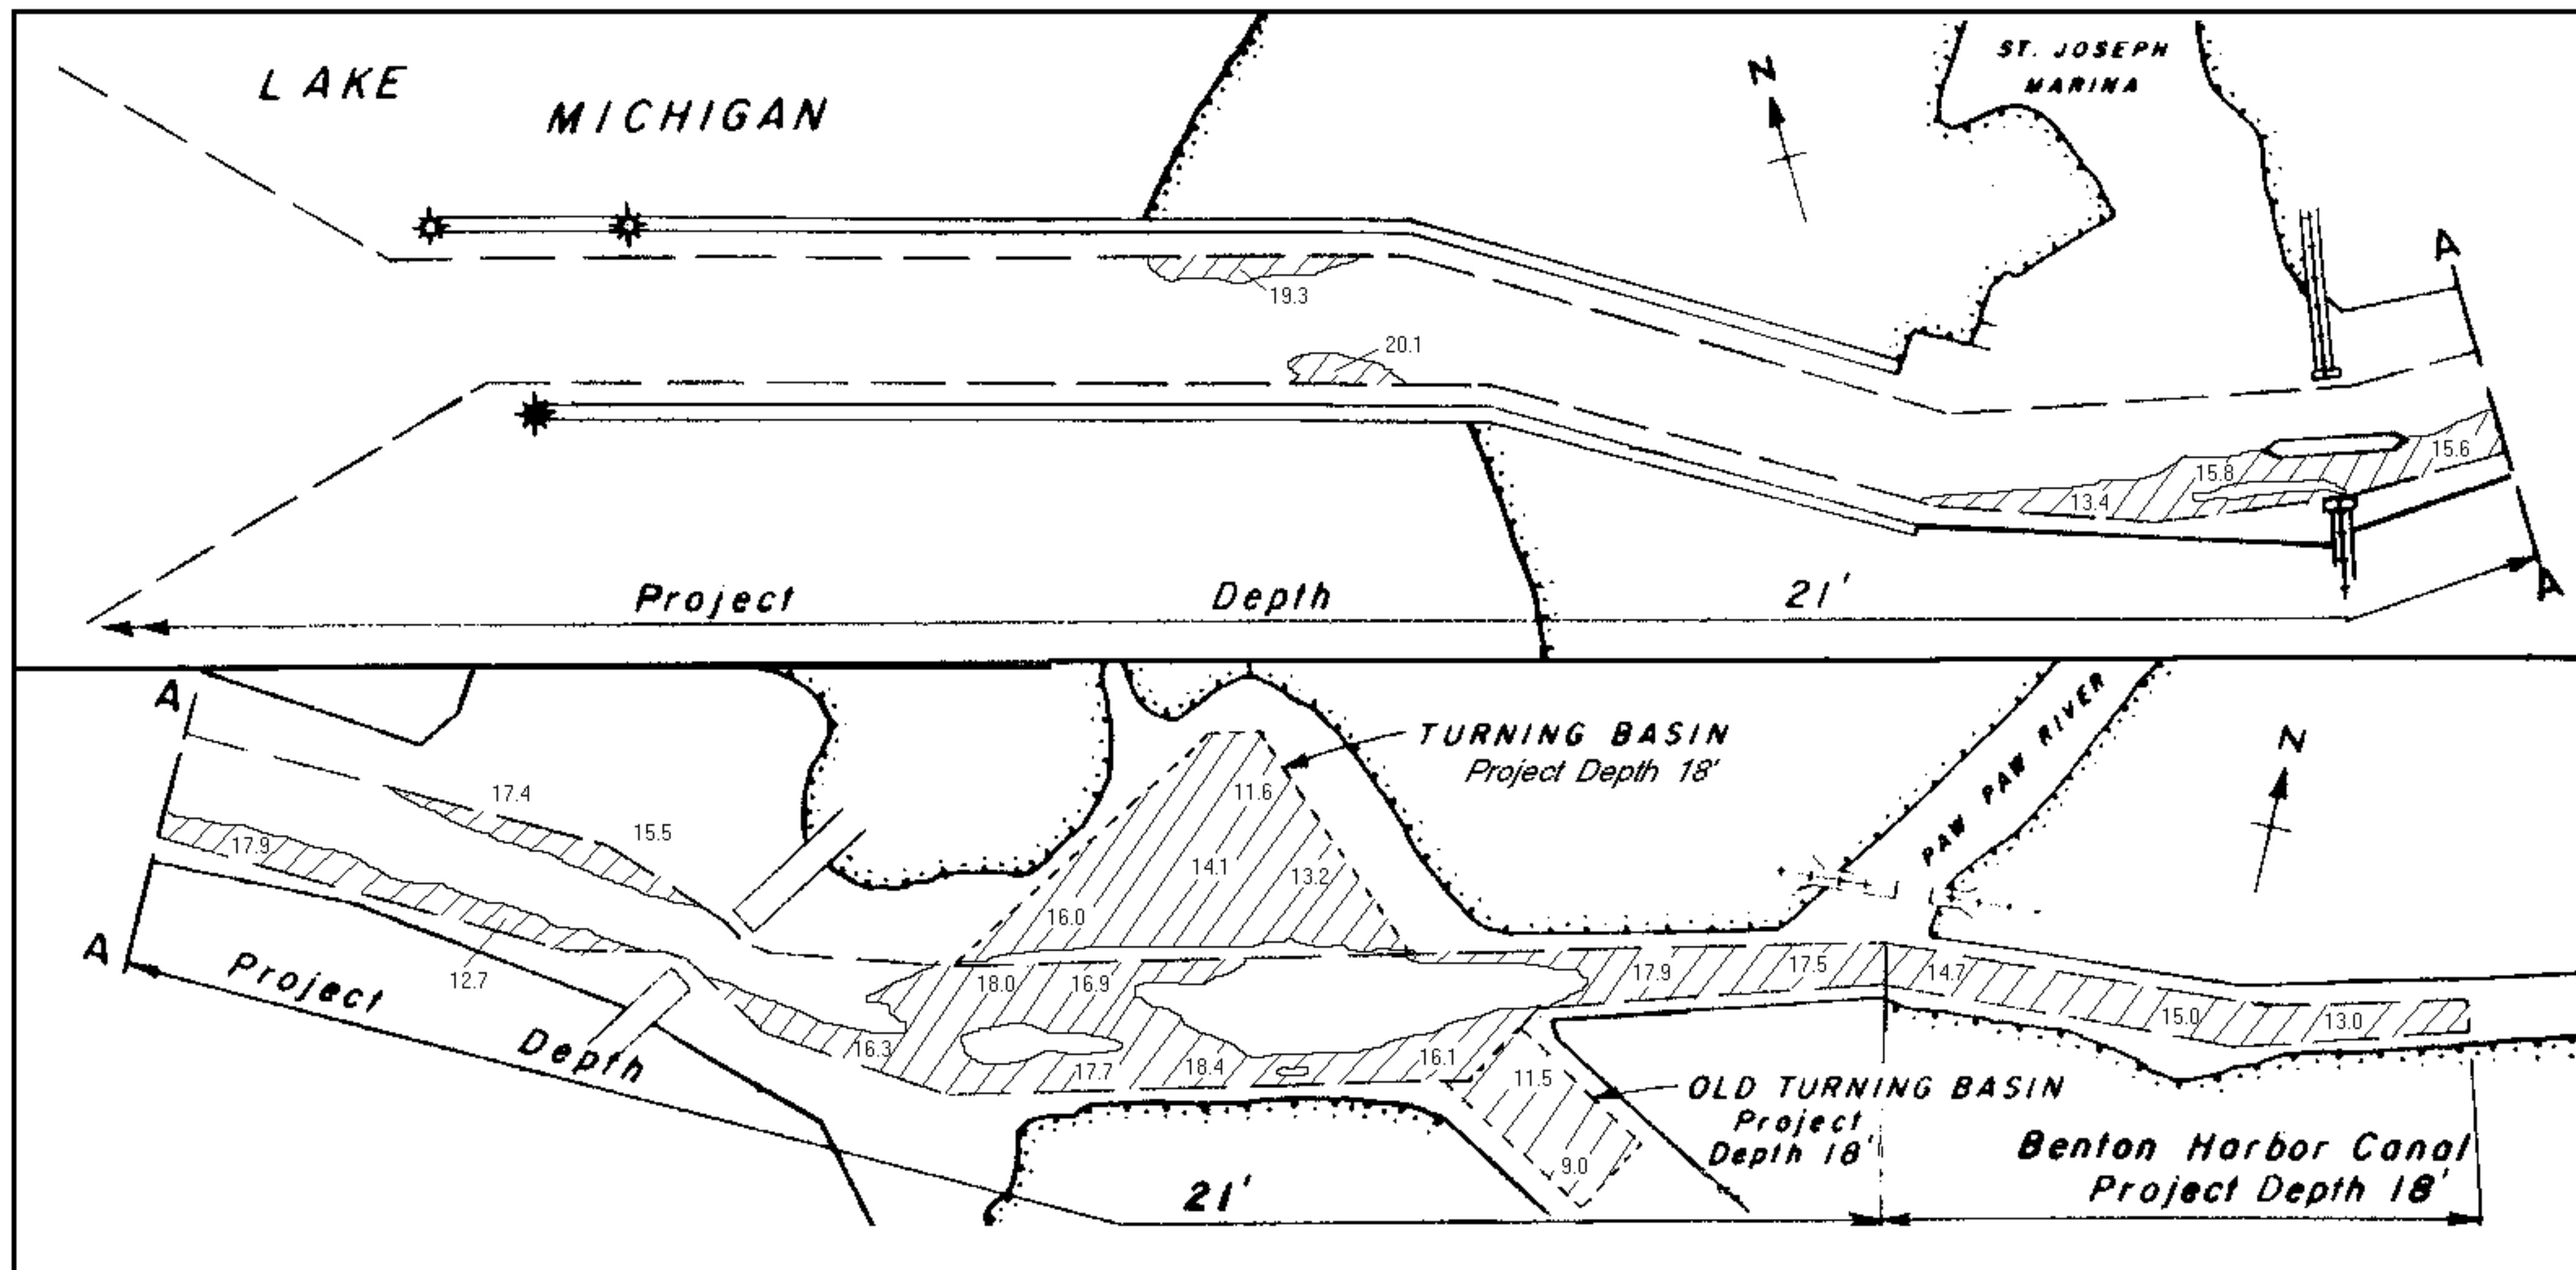 LAKE
MICHIGAN
ST. JOSEPH
MARINA
N
A
19.3
20.1
15.6
15.8
13.4
Project Depth 21'
A
A
N
PAW PAW RIVER
TURNING BASIN
Project Depth 18'
17.4
15.5
11.6
17.9
14.1
13.2
16.0
12.7
18.0
16.9
17.9
17.5
14.7
15.0
13.0
16.3
17.7
18.4
16.1
11.5
9.0
A
Project Depth 21'
OLD TURNING BASIN
Project
Depth 18'
Benton Harbor Canal
Project Depth 18'